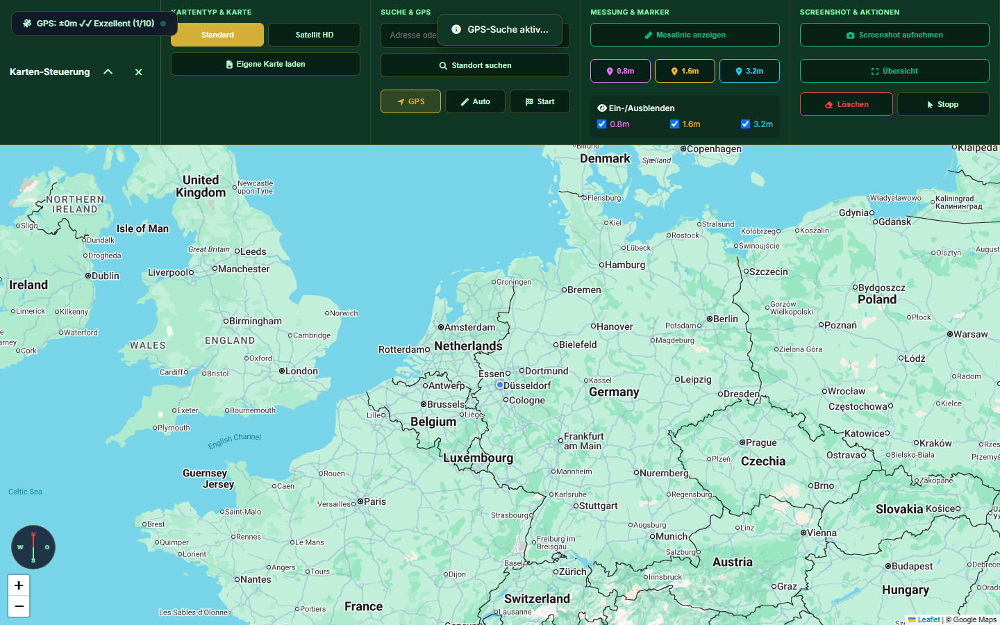 GPS: ±0m ✓✓ Exzellent (1/10)
Karten-Steuerung
KARTENTYP & KARTE
Standard
Satellit HD
Eigene Karte laden
SUCHE & GPS
Adresse ode
GPS-Suche aktiv...
Standort suchen
GPS
Auto
Start
MESSUNG & MARKER
Messlinie anzeigen
0.8m
1.6m
3.2m
Ein-/Ausblenden
0.8m
1.6m
3.2m
SCREENSHOT & AKTIONEN
Screenshot aufnehmen
Übersicht
Löschen
Stopp
Denmark
Sjælland
Copenhagen
Klaipėda
United
Kingdom
Newcastle
upon Tyne
NORTHERN
IRELAND
Sligo
Isle of Man
Dundalk
Drogheda
Great Britain
Leeds
Liverpool
Manchester
Dublin
Ireland
Limerick
Kilkenny
Waterford
Cork
Birmingham
Norwich
WALES
ENGLAND
Cambridge
Oxford
Cardiff
Bristol
London
Exeter
Bournemouth
Plymouth
English Channel
Guernsey
Jersey
Celtic Sea
Flensburg
Kiel
Stralsund
Rostock
Lübeck
Hamburg
Bremen
Groningen
Amsterdam
Netherlands
Rotterdam
Hanover
Bielefeld
Berlin
Potsdam
Magdeburg
Essen
Dortmund
Düsseldorf
Cologne
Kassel
Germany
Leipzig
Dresden
Antwerp
Brussels
Lille
Liège
Belgium
Luxembourg
Frankfurt
am Main
Mannheim
Nuremberg
Karlsruhe
Regensburg
Stuttgart
Strasbourg
Augsburg
Munich
Freiburg im
Breisgau
Salzburg
Basel
Zürich
Innsbruck
Switzerland
Lausanne
Władysławowo
Gdynia
Gdańsk
Kaliningrad
Калининград
Kołobrzeg
Koszalin
Świnoujście
Olsztyn
August
Szczecin
Bydgoszcz
Poland
Gorzów
Wielkopolski
Płock
Poznań
Warsaw
Zielona Góra
Łódź
Radom
Wrocław
Częstochowa
Kielce
Katowice
Kraków
Ostrava
Bielsko-Biala
Prague
Plzeń
Czechia
Brno
Zakopane
Slovakia
Košice
Linz
Vienna
Austria
Budapest
Graz
Hungary
Rouen
Caen
Versailles
Paris
Saint-Malo
Brest
Quimper
Rennes
Le Mans
Lorient
Angers
Tours
Nantes
Dijon
Les Sables-d'Olonne
Poitiers
France
N
W
O
S
+
−
Leaflet | © Google Maps